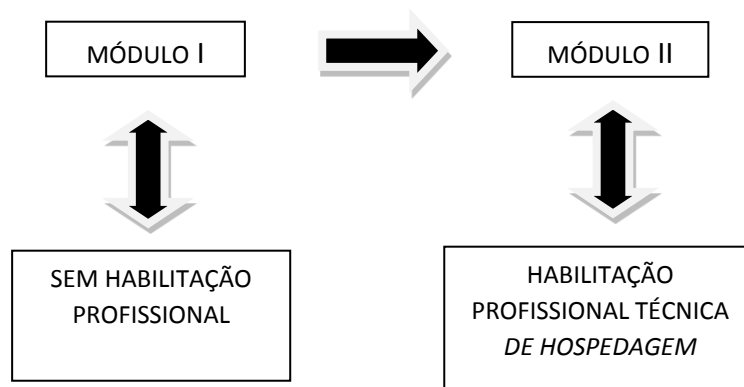 MÓDULO I
MÓDULO II
SEM HABILITAÇÃO
PROFISSIONAL
HABILITAÇÃO
PROFISSIONAL TÉCNICA
DE HOSPEDAGEM